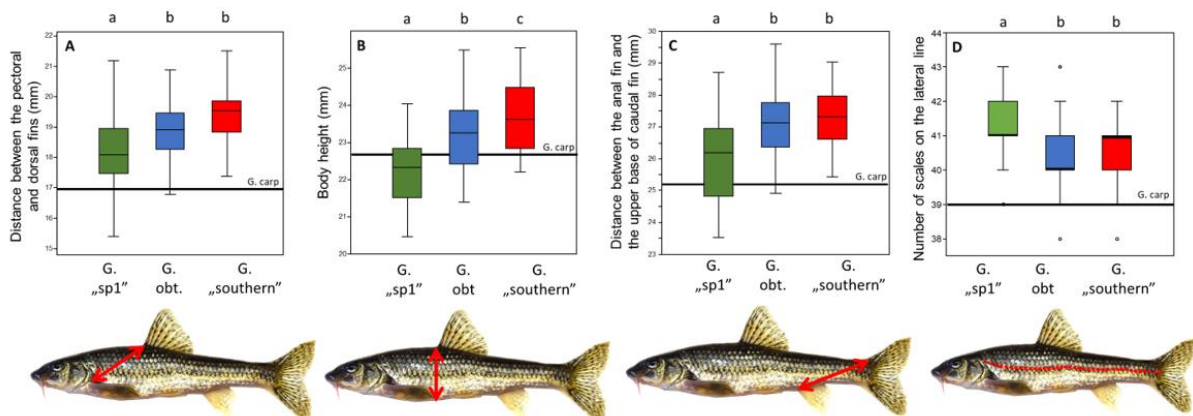 a b b
A
Distance between the pectoral
and dorsal fins (mm)
22
21
20
19
18
17
16
15
G. carp
G. G. G.
„sp1” obt. „southern”
a b c
B
Body height (mm)
26
24
22
20
G. carp
G. G. G.
„sp1” obt „southern”
a b b
C
Distance between the anal fin and
the upper base of caudal fin (mm)
31
30
29
28
27
26
25
24
23
G. carp
G. G. G.
„sp1” obt „southern”
a b b
D
Number of scales on the lateral line
44
43
42
41
40
39
38
G. carp
G. G. G.
„sp1” obt „southern”